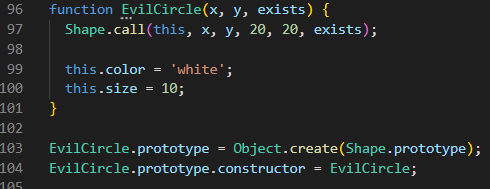 96 function EvilCircle(x, y, exists) {
97 Shape.call(this, x, y, 20, 20, exists);
98
99 this.color = 'white';
100 this.size = 10;
101 }
102
103 EvilCircle.prototype = Object.create(Shape.prototype);
104 EvilCircle.prototype.constructor = EvilCircle;
105